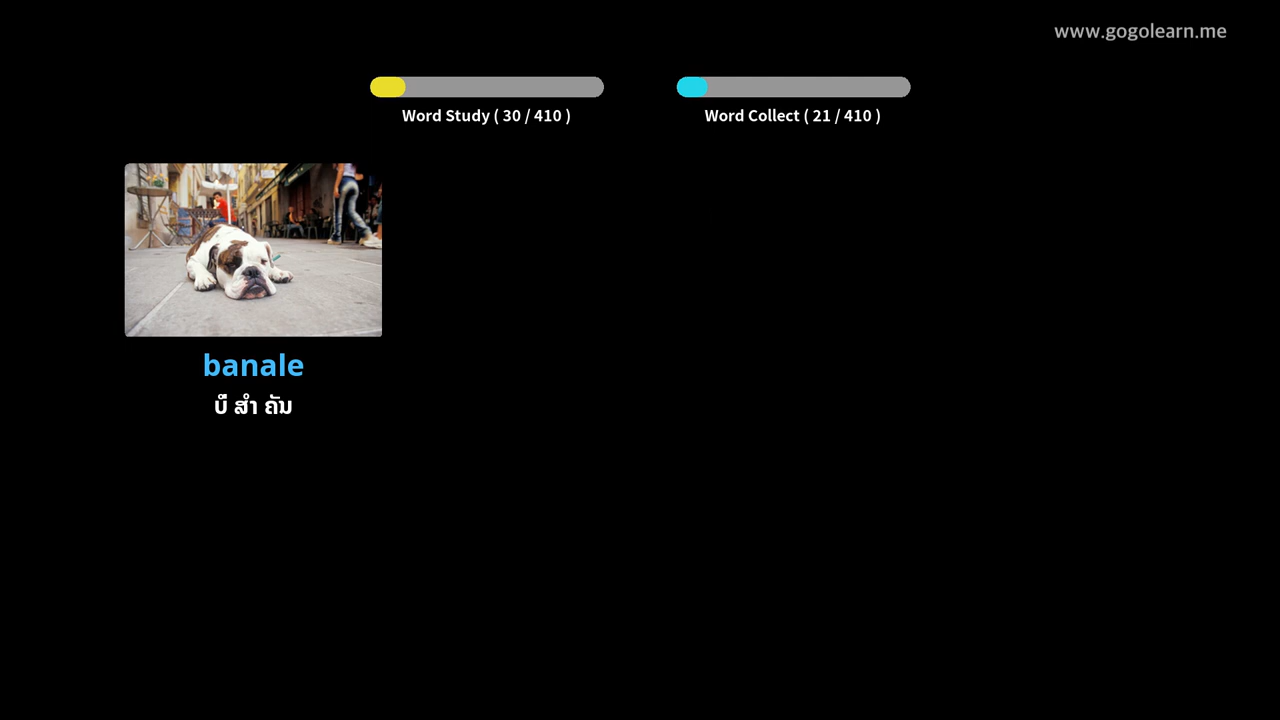 www.gogolearn.me
Word Study ( 30 / 410 )
Word Collect ( 21 / 410 )
banale
ບໍ່ ສຳ ຄັນ